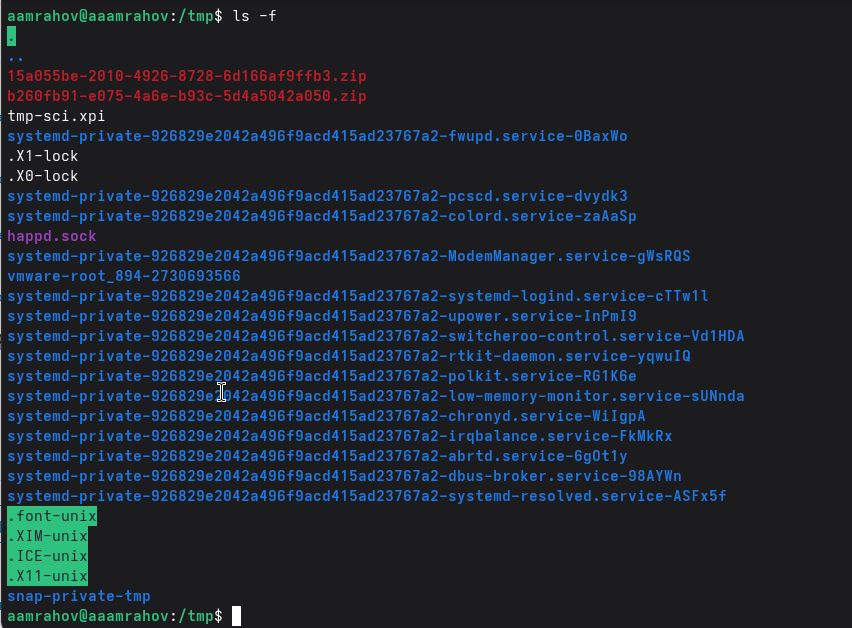 aamrahov@aaamrahov:/tmp$ ls -f
.
..
15a055be-2010-4926-8728-6d166af9ffb3.zip
b260fb91-e075-4a6e-b93c-5d4a5042a050.zip
tmp-sci.xpi
systemd-private-926829e2042a496f9acd415ad23767a2-fwupd.service-0BaxWo
.X1-lock
.X0-lock
systemd-private-926829e2042a496f9acd415ad23767a2-pcscd.service-dvydk3
systemd-private-926829e2042a496f9acd415ad23767a2-colord.service-zaAaSp
happd.sock
systemd-private-926829e2042a496f9acd415ad23767a2-ModemManager.service-gWsRQS
vmware-root_894-2730693566
systemd-private-926829e2042a496f9acd415ad23767a2-systemd-logind.service-cTTw1l
systemd-private-926829e2042a496f9acd415ad23767a2-upower.service-InPmI9
systemd-private-926829e2042a496f9acd415ad23767a2-switcheroo-control.service-Vd1HDA
systemd-private-926829e2042a496f9acd415ad23767a2-rtkit-daemon.service-yqwuIQ
systemd-private-926829e2042a496f9acd415ad23767a2-polkit.service-RG1K6e
systemd-private-926829e2042a496f9acd415ad23767a2-low-memory-monitor.service-sUNnda
systemd-private-926829e2042a496f9acd415ad23767a2-chronyd.service-WiIgpA
systemd-private-926829e2042a496f9acd415ad23767a2-irqbalance.service-FkMkRx
systemd-private-926829e2042a496f9acd415ad23767a2-abrtd.service-6gOt1y
systemd-private-926829e2042a496f9acd415ad23767a2-dbus-broker.service-98AYWn
systemd-private-926829e2042a496f9acd415ad23767a2-systemd-resolved.service-ASFx5f
.font-unix
.XIM-unix
.ICE-unix
.X11-unix
snap-private-tmp
aamrahov@aaamrahov:/tmp$